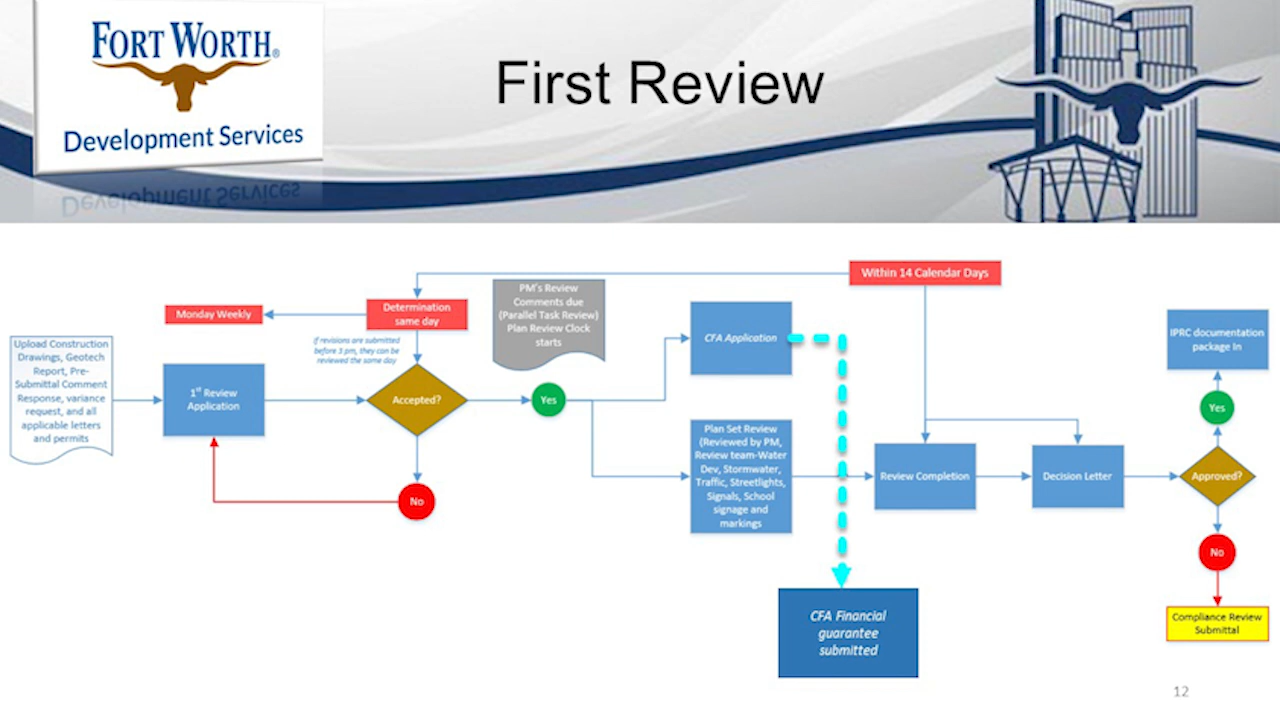 FORT WORTH®
Development Services
First Review
Within 14 Calendar Days
Monday Weekly
Determination
same day
If revisions are submitted
before 3 pm, they can be
reviewed the same day
PM's Review
Comments due
(Parallel Task Review)
Plan Review Clock
starts
Upload Construction
Drawings, Geotech
Report, Pre-
Submittal Comment
Response, variance
request, and all
applicable letters
and permits
1st Review
Application
Accepted?
Yes
No
CFA Application
Plan Set Review
(Reviewed by PM,
Review team-Water
Dev, Stormwater,
Traffic, Streetlights,
Signals, School
signage and
markings
CFA Financial
guarantee
submitted
Review Completion
Decision Letter
Approved?
Yes
IPRC documentation
package In
No
Compliance Review
Submittal
12